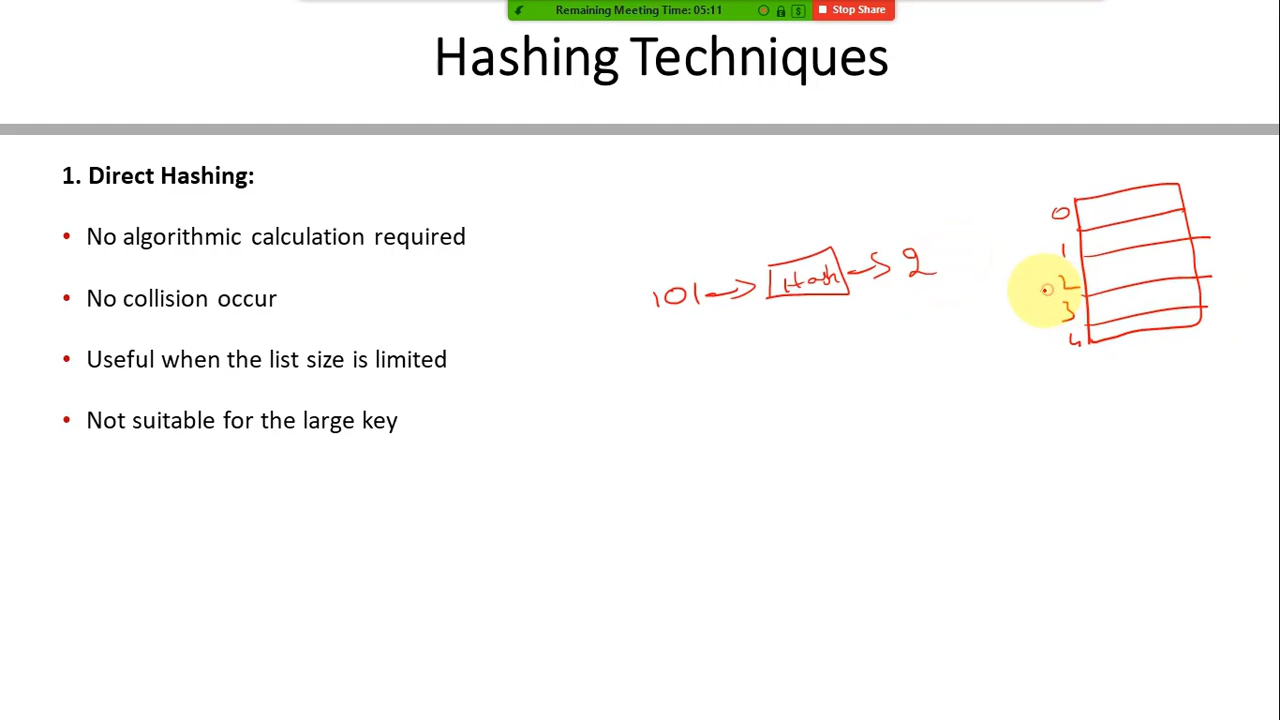 Remaining Meeting Time: 05:11 Stop Share
Hashing Techniques
1. Direct Hashing:
• No algorithmic calculation required
• No collision occur
• Useful when the list size is limited
• Not suitable for the large key
101 → Hash → 2
0
1
2
3
4